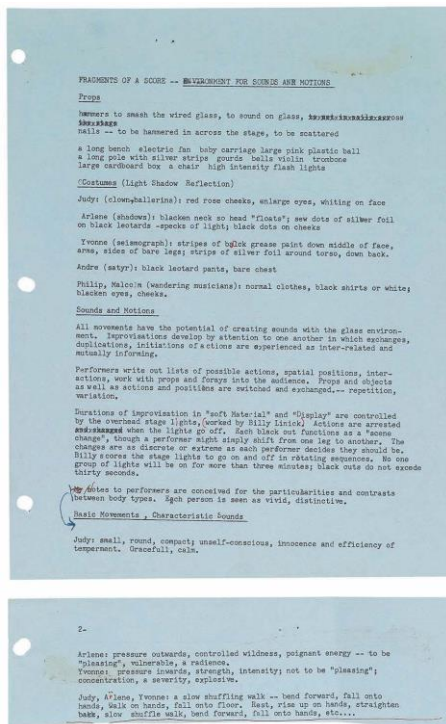 FRAGMENTS OF A SCORE -- ENVIRONMENT FOR SOUNDS AND MOTIONS
Props
hammers to smash the wired glass, to sound on glass,
nails -- to be hammered in across the stage, to be scattered
a long bench electric fan baby carriage large pink plastic ball
a long pole with silver strips gourds bells violin trombone
large cardboard box a chair high intensity flash lights
Costumes (Light Shadow Reflection)
Judy: (clown,ballerina): red rose cheeks, enlarge eyes, whiting on face
Arlene (shadows): blacken neck so head "floats"; sew dots of silver foil
on black leotards -specks of light; black dots on cheeks
Yvonne (seismograph): stripes of black grease paint down middle of face,
arms, sides of bare legs; strips of silver foil around torso, down back.
Andre (satyr): black leotard pants, bare chest
Philip, Malcolm (wandering musicians): normal clothes, black shirts or white;
blacken eyes, cheeks.
Sounds and Motions
All movements have the potential of creating sounds with the glass environ-
ment. Improvisations develop by attention to one another in which exchanges,
duplications, initiations of actions are experienced as inter-related and
mutually informing.
Performers write out lists of possible actions, spatial positions, inter-
actions, work with props and forays into the audience. Props and objects
as well as actions and positions are switched and exchanged.-- repetition,
variation.
Durations of improvisation in "soft Material" and "Display" are controlled
by the overhead stage lights,(worked by Billy Linick) Actions are arrested
when the lights go off. Each black out functions as a "scene
change", though a performer might simply shift from one leg to another. The
changes are as discrete or extreme as each performer decides they should be.
Billy scores the stage lights to go on and off in rotating sequences. No one
group of lights will be on for more than three minutes; black outs do not exceed
thirty seconds.
My notes to performers are conceived for the particularities and contrasts
between body types. Each person is seen as vivid, distinctive.
Basic Movements , Characteristic Sounds
Judy: small, round, compact; unself-conscious, innocence and efficiency of
temperment. Gracefull, calm.
2-
Arlene: pressure outwards, controlled wildness, poignant energy -- to be
"pleasing", vulnerable, a radience.
Yvonne: pressure inwards, strength, intensity; not to be "pleasing";
concentration, a severity, explosive.
Judy, Arlene, Yvonne: a slow shuffling walk -- bend forward, fall onto
hands, Walk on hands, fall onto floor. Rest, rise up on hands, straighten
back, slow shuffle walk, bend forward, fall onto hands, etc....